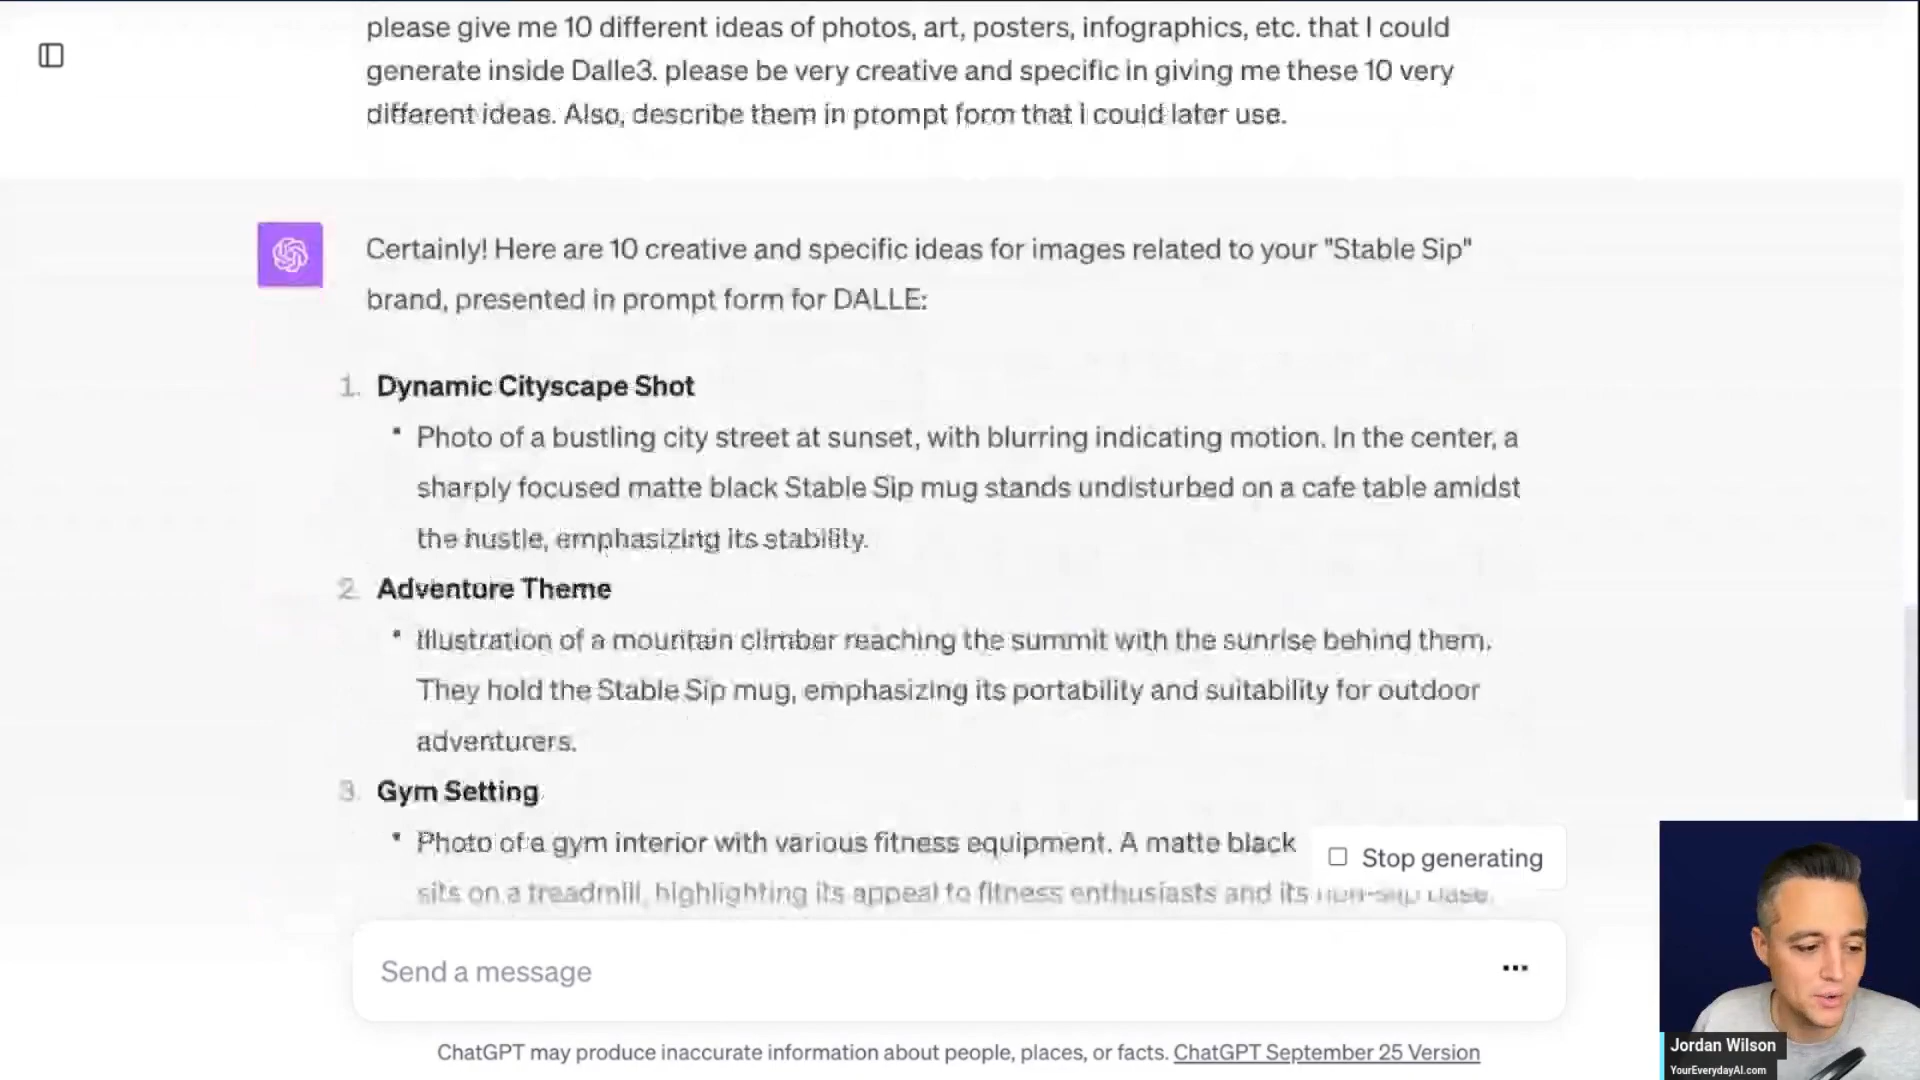 please give me 10 different ideas of photos, art, posters, infographics, etc. that I could
generate inside Dalle3. please be very creative and specific in giving me these 10 very
different ideas. Also, describe them in prompt form that I could later use.
Certainly! Here are 10 creative and specific ideas for images related to your "Stable Sip"
brand, presented in prompt form for DALLE:
1. Dynamic Cityscape Shot
• Photo of a bustling city street at sunset, with blurring indicating motion. In the center, a
sharply focused matte black Stable Sip mug stands undisturbed on a cafe table amidst
the hustle, emphasizing its stability.
2. Adventure Theme
• Illustration of a mountain climber reaching the summit with the sunrise behind them.
They hold the Stable Sip mug, emphasizing its portability and suitability for outdoor
adventurers.
3. Gym Setting
• Photo of a gym interior with various fitness equipment. A matte black
sits on a treadmill, highlighting its appeal to fitness enthusiasts and its non-slip base.
Stop generating
Send a message
ChatGPT may produce inaccurate information about people, places, or facts. ChatGPT September 25 Version
Jordan Wilson
YourEverydayAI.com